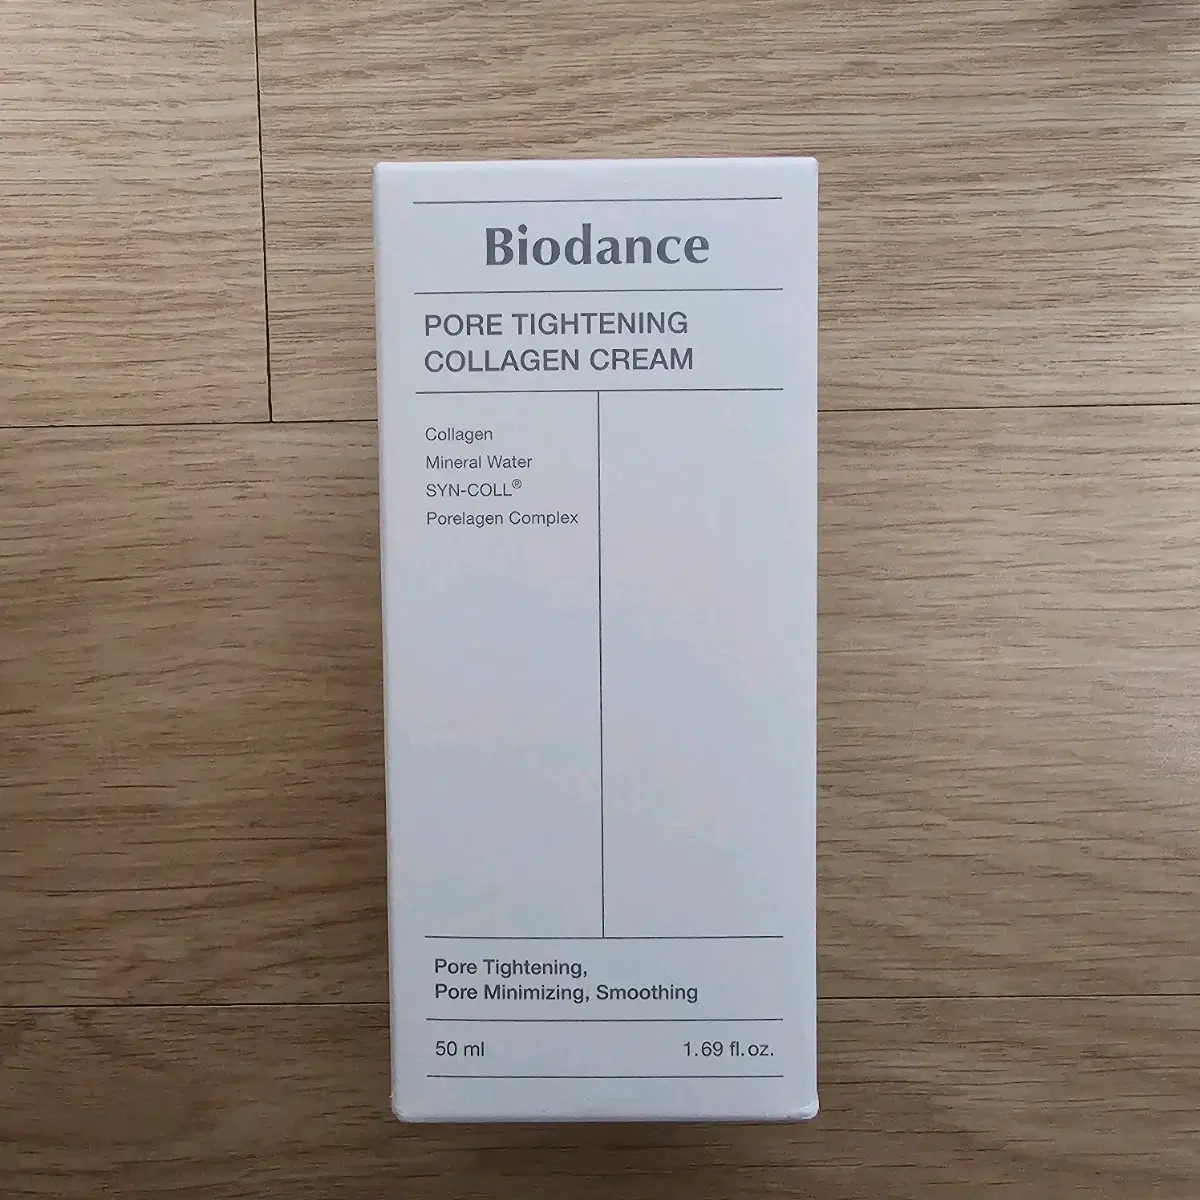 Biodance
PORE TIGHTENING
COLLAGEN CREAM
Collagen
Mineral Water
SYN-COLL®
Porelagen Complex
Pore Tightening,
Pore Minimizing, Smoothing
50 ml 1.69 fl.oz.